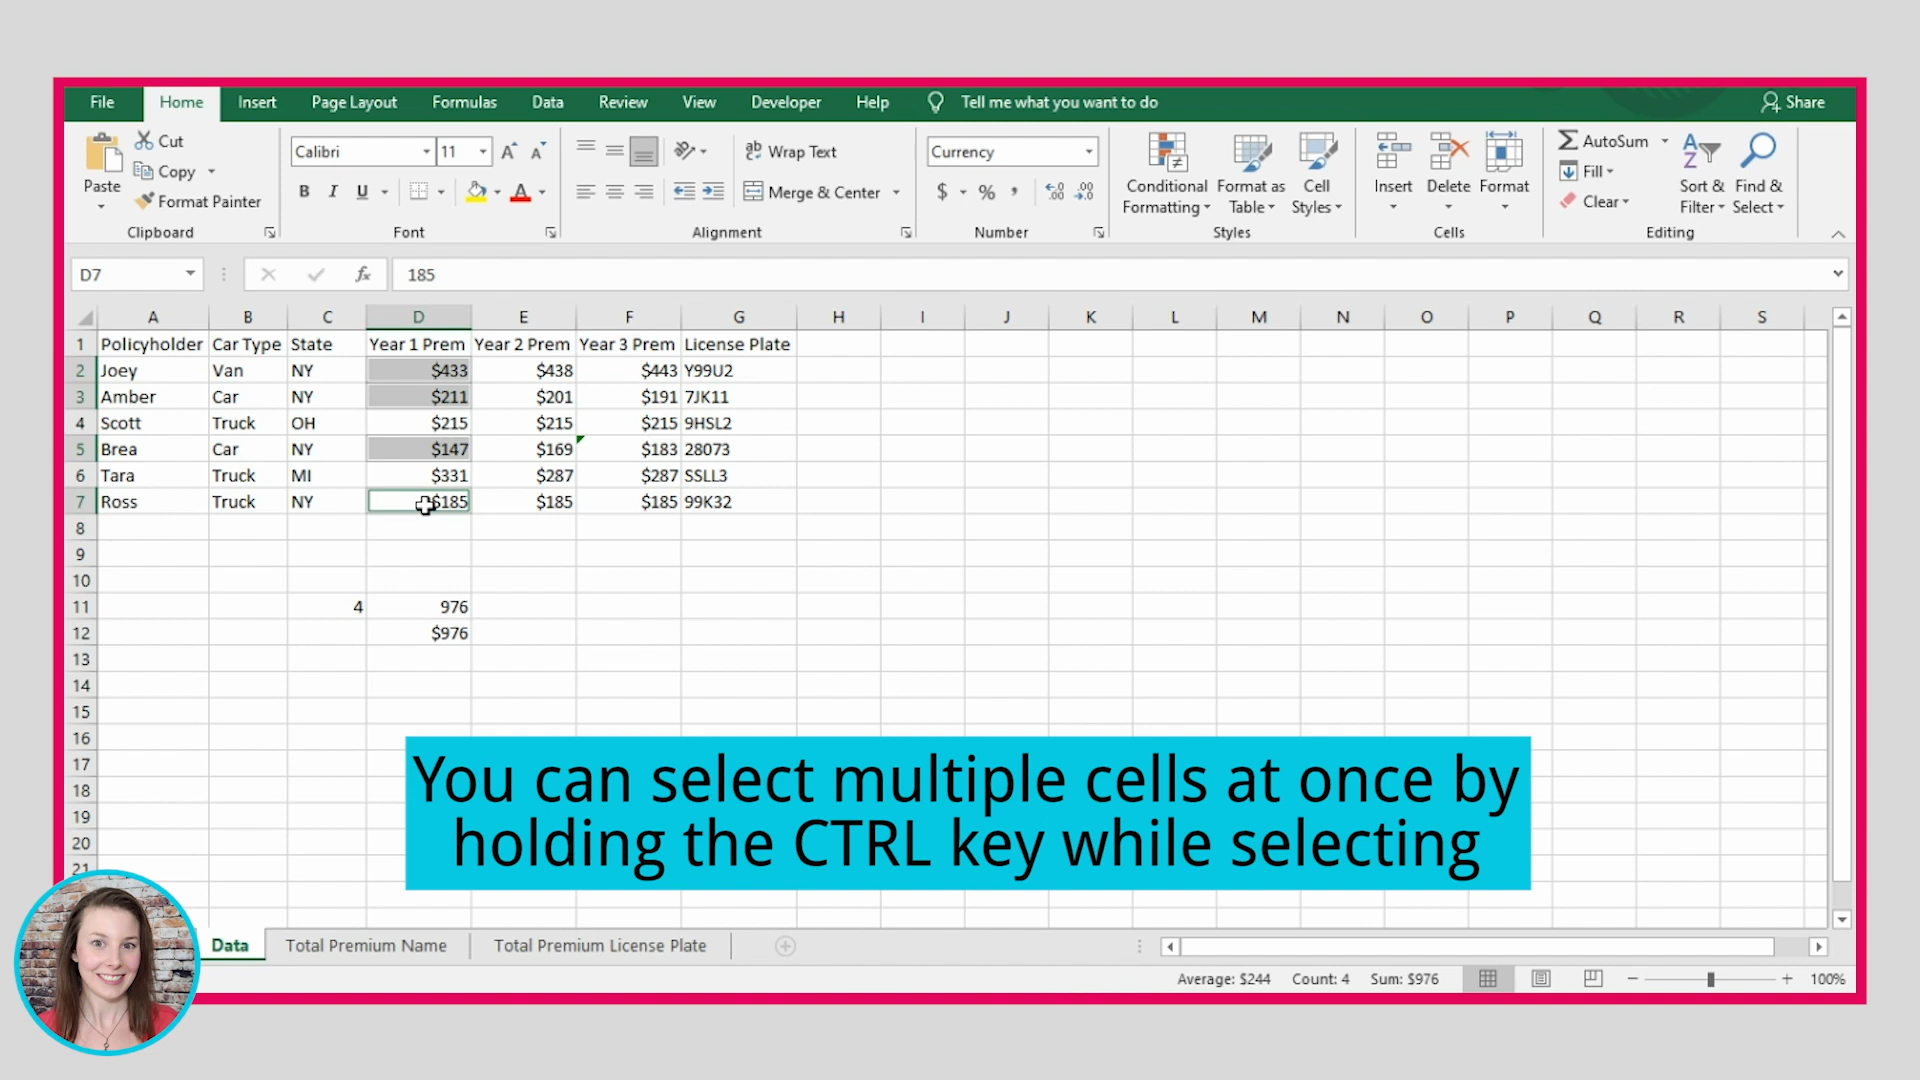 File Home Insert Page Layout Formulas Data Review View Developer Help Tell me what you want to do Share
Paste Cut Copy Format Painter Clipboard
Calibri 11 B I U A Font
Wrap Text Merge & Center Alignment
Currency $ % , Number
Conditional Formatting Format as Table Cell Styles Styles
Insert Delete Format Cells
AutoSum Fill Clear Sort & Filter Find & Select Editing
D7 fx 185
A B C D E F G H I J K L M N O P Q R S
1 Policyholder Car Type State Year 1 Prem Year 2 Prem Year 3 Prem License Plate
2 Joey Van NY $433 $438 $443 Y99U2
3 Amber Car NY $211 $201 $191 7JK11
4 Scott Truck OH $215 $215 $215 9HSL2
5 Brea Car NY $147 $169 $183 28073
6 Tara Truck MI $331 $287 $287 SSLL3
7 Ross Truck NY $185 $185 $185 99K32
8
9
10
11 4 976
12 $976
13
14
15
16
17
18
19
20
21
You can select multiple cells at once by
holding the CTRL key while selecting
Data Total Premium Name Total Premium License Plate
Average: $244 Count: 4 Sum: $976 100%